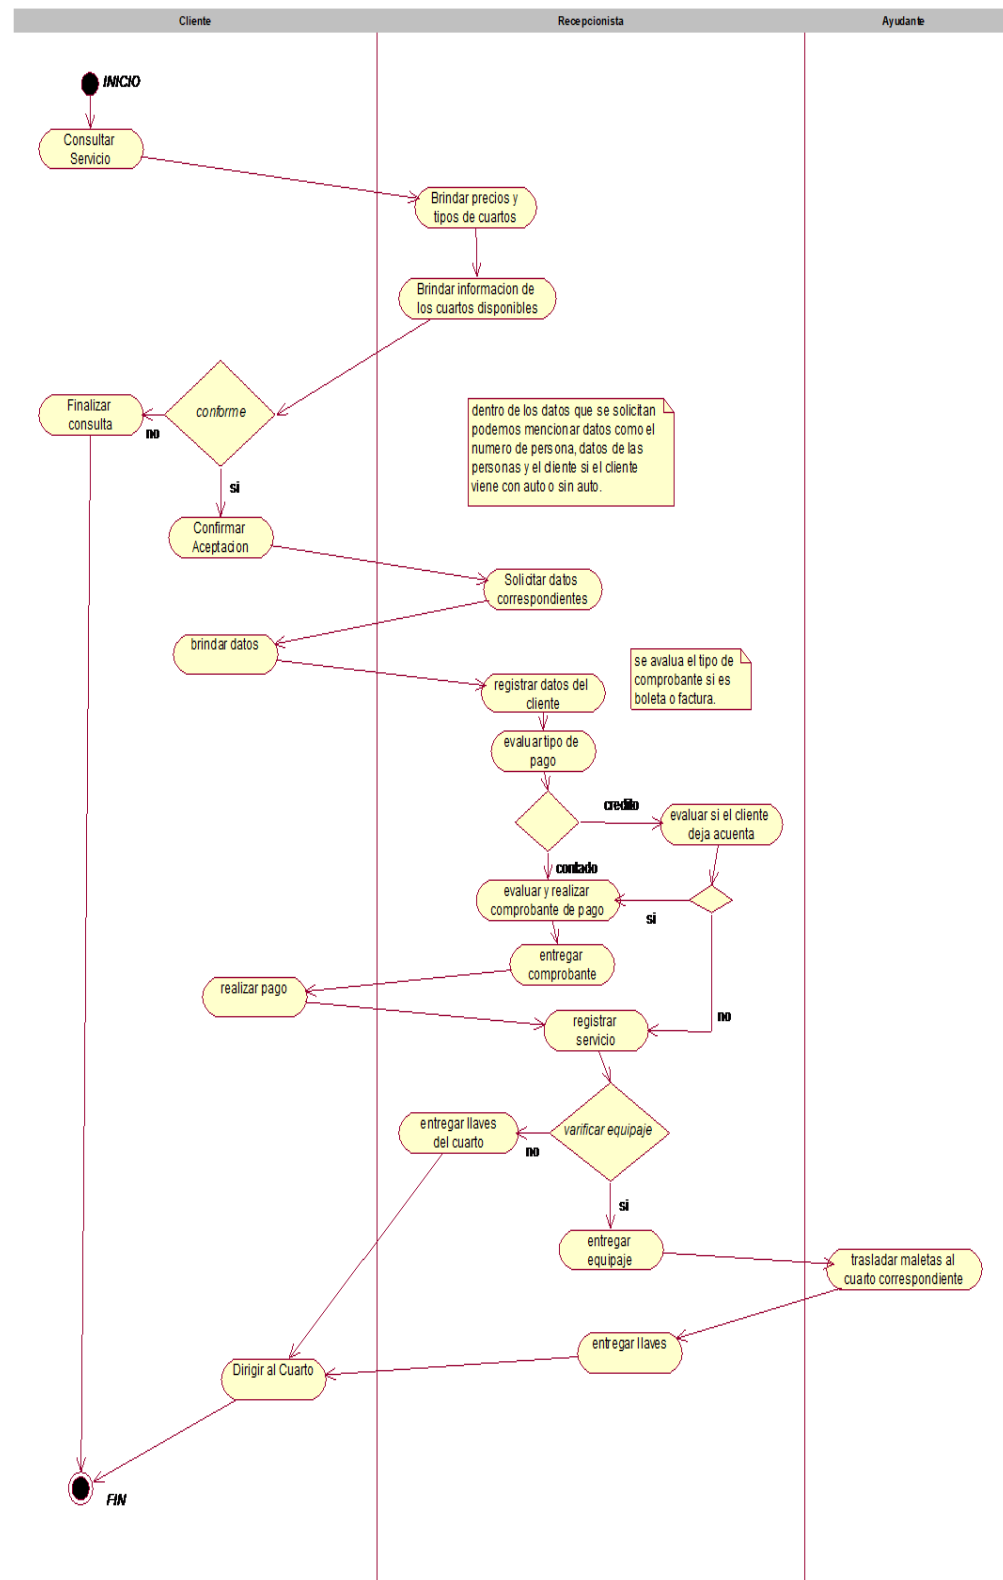 Cliente
Recepcionista
Ayudante
INICIO
Consultar
Servicio
Brindar precios y
tipos de cuartos
Brindar informacion de
los cuartos disponibles
Finalizar
consulta
no
conforme
si
dentro de los datos que se solicitan
podemos mencionar datos como el
numero de persona, datos de las
personas y el cliente si el cliente
viene con auto o sin auto.
Confirmar
Aceptacion
Solicitar datos
correspondientes
brindar datos
se avalua el tipo de
comprobante si es
boleta o factura.
registrar datos del
cliente
evaluar tipo de
pago
credito
evaluar si el cliente
deja acuenta
contado
evaluar y realizar
comprobante de pago
si
entregar
comprobante
realizar pago
no
registrar
servicio
entregar llaves
del cuarto
no
varificar equipaje
si
entregar
equipaje
trasladar maletas al
cuarto correspondiente
entregar llaves
Dirigir al Cuarto
FIN